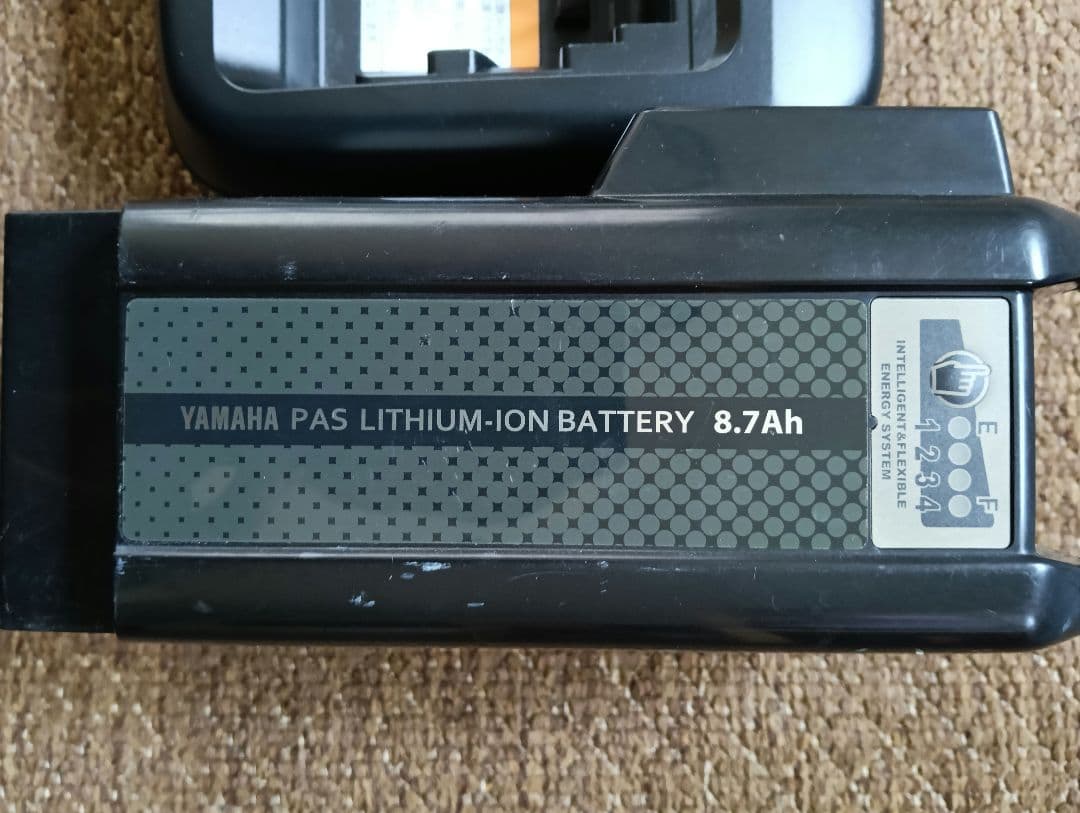 YAMAHA PAS LITHIUM-ION BATTERY 8.7Ah
INTELLIGENT&FLEXIBLE
ENERGY SYSTEM
E F
1 2 3 4